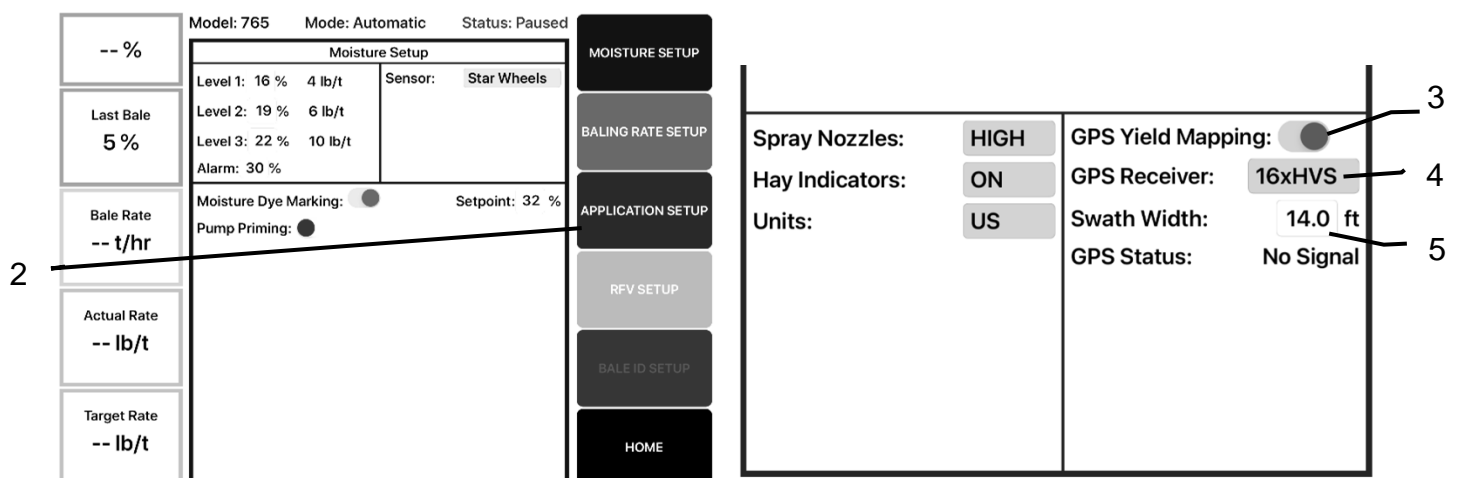 Model: 765 Mode: Automatic Status: Paused
-- %
Last Bale
5 %
Bale Rate
-- t/hr
Actual Rate
-- lb/t
Target Rate
-- lb/t
Moisture Setup
Level 1: 16 % 4 lb/t
Level 2: 19 % 6 lb/t
Level 3: 22 % 10 lb/t
Alarm: 30 %
Sensor: Star Wheels
Moisture Dye Marking: Setpoint: 32 %
Pump Priming:
MOISTURE SETUP
BALING RATE SETUP
APPLICATION SETUP
RFV SETUP
BALE ID SETUP
HOME
2
Spray Nozzles: HIGH
Hay Indicators: ON
Units: US
GPS Yield Mapping:
GPS Receiver: 16xHVS
Swath Width: 14.0 ft
GPS Status: No Signal
3
4
5